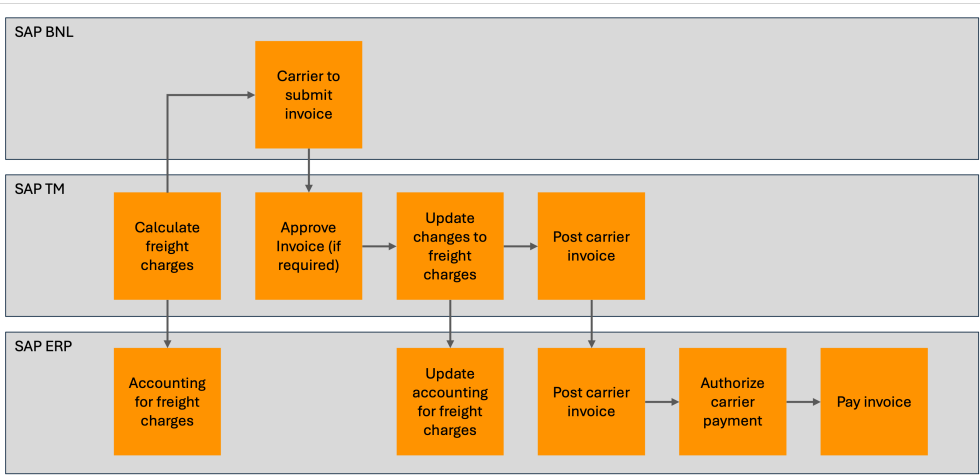 SAP BNL
Carrier to
submit
invoice
SAP TM
Calculate
freight
charges
Approve
Invoice (if
required)
Update
changes to
freight
charges
Post carrier
invoice
SAP ERP
Accounting
for freight
charges
Update
accounting
for freight
charges
Post carrier
invoice
Authorize
carrier
payment
Pay invoice